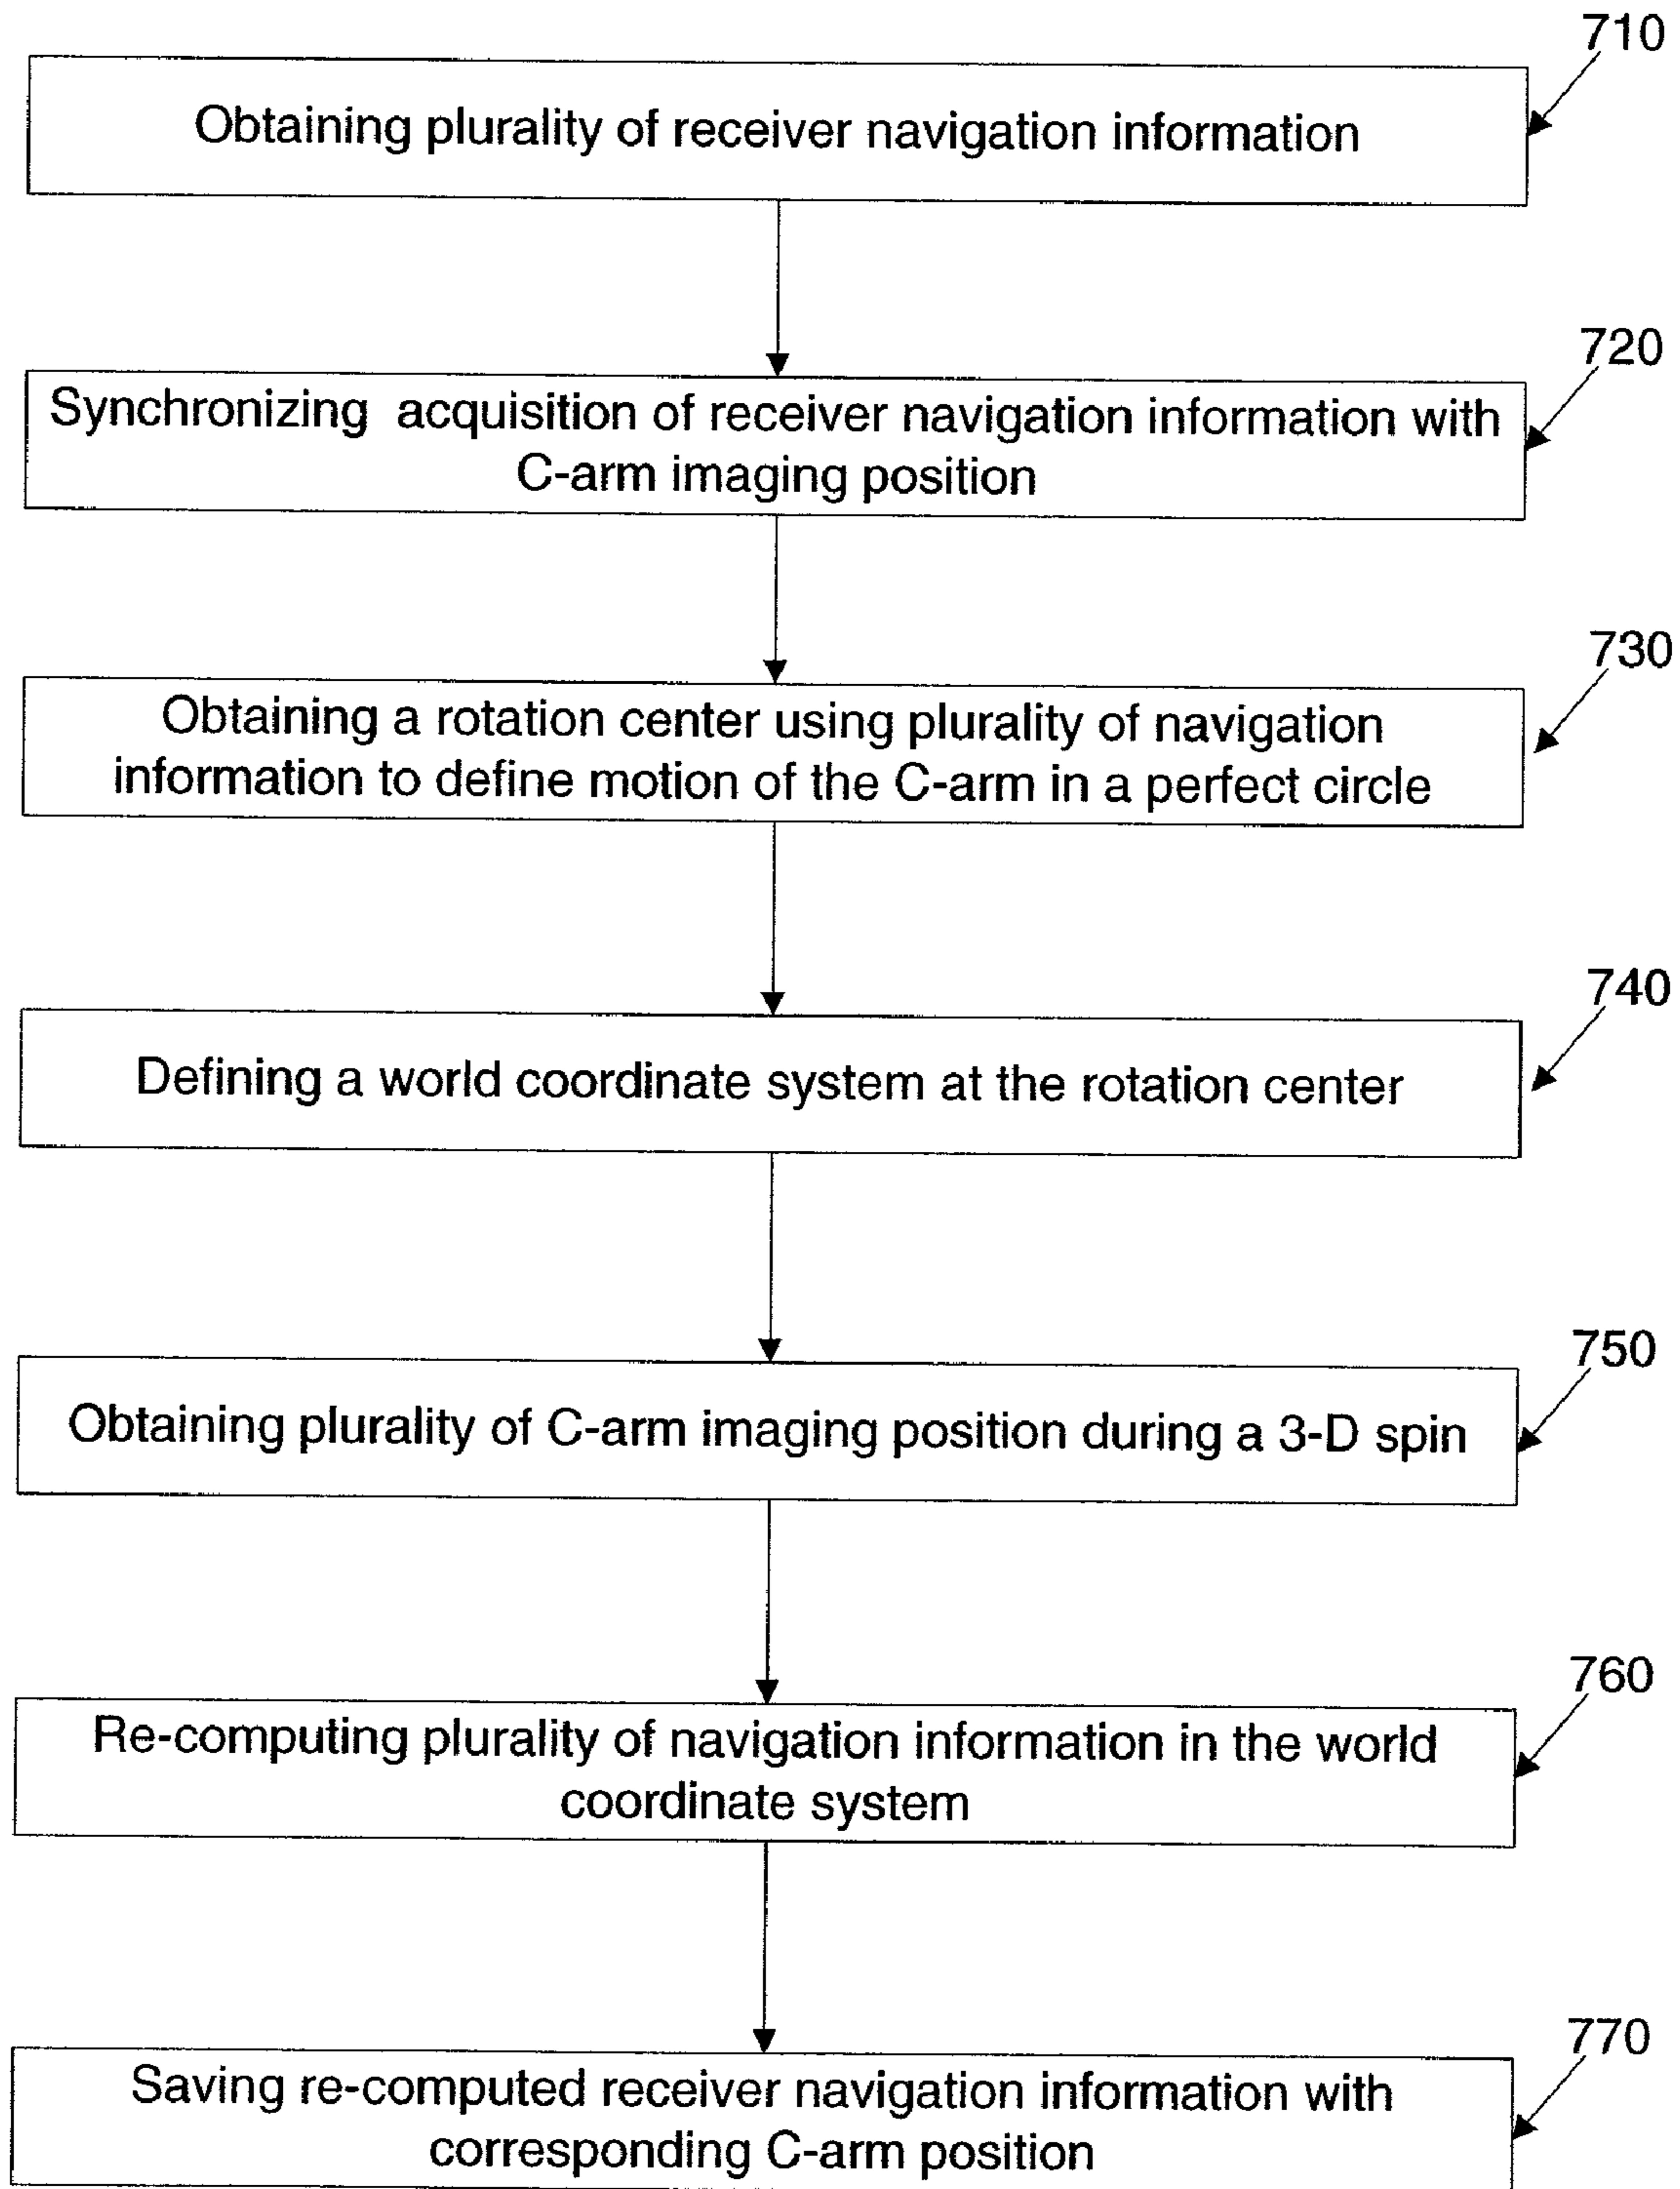 710
Obtaining plurality of receiver navigation information
720
Synchronizing acquisition of receiver navigation information with
C-arm imaging position
730
Obtaining a rotation center using plurality of navigation
information to define motion of the C-arm in a perfect circle
740
Defining a world coordinate system at the rotation center
750
Obtaining plurality of C-arm imaging position during a 3-D spin
760
Re-computing plurality of navigation information in the world
coordinate system
770
Saving re-computed receiver navigation information with
corresponding C-arm position